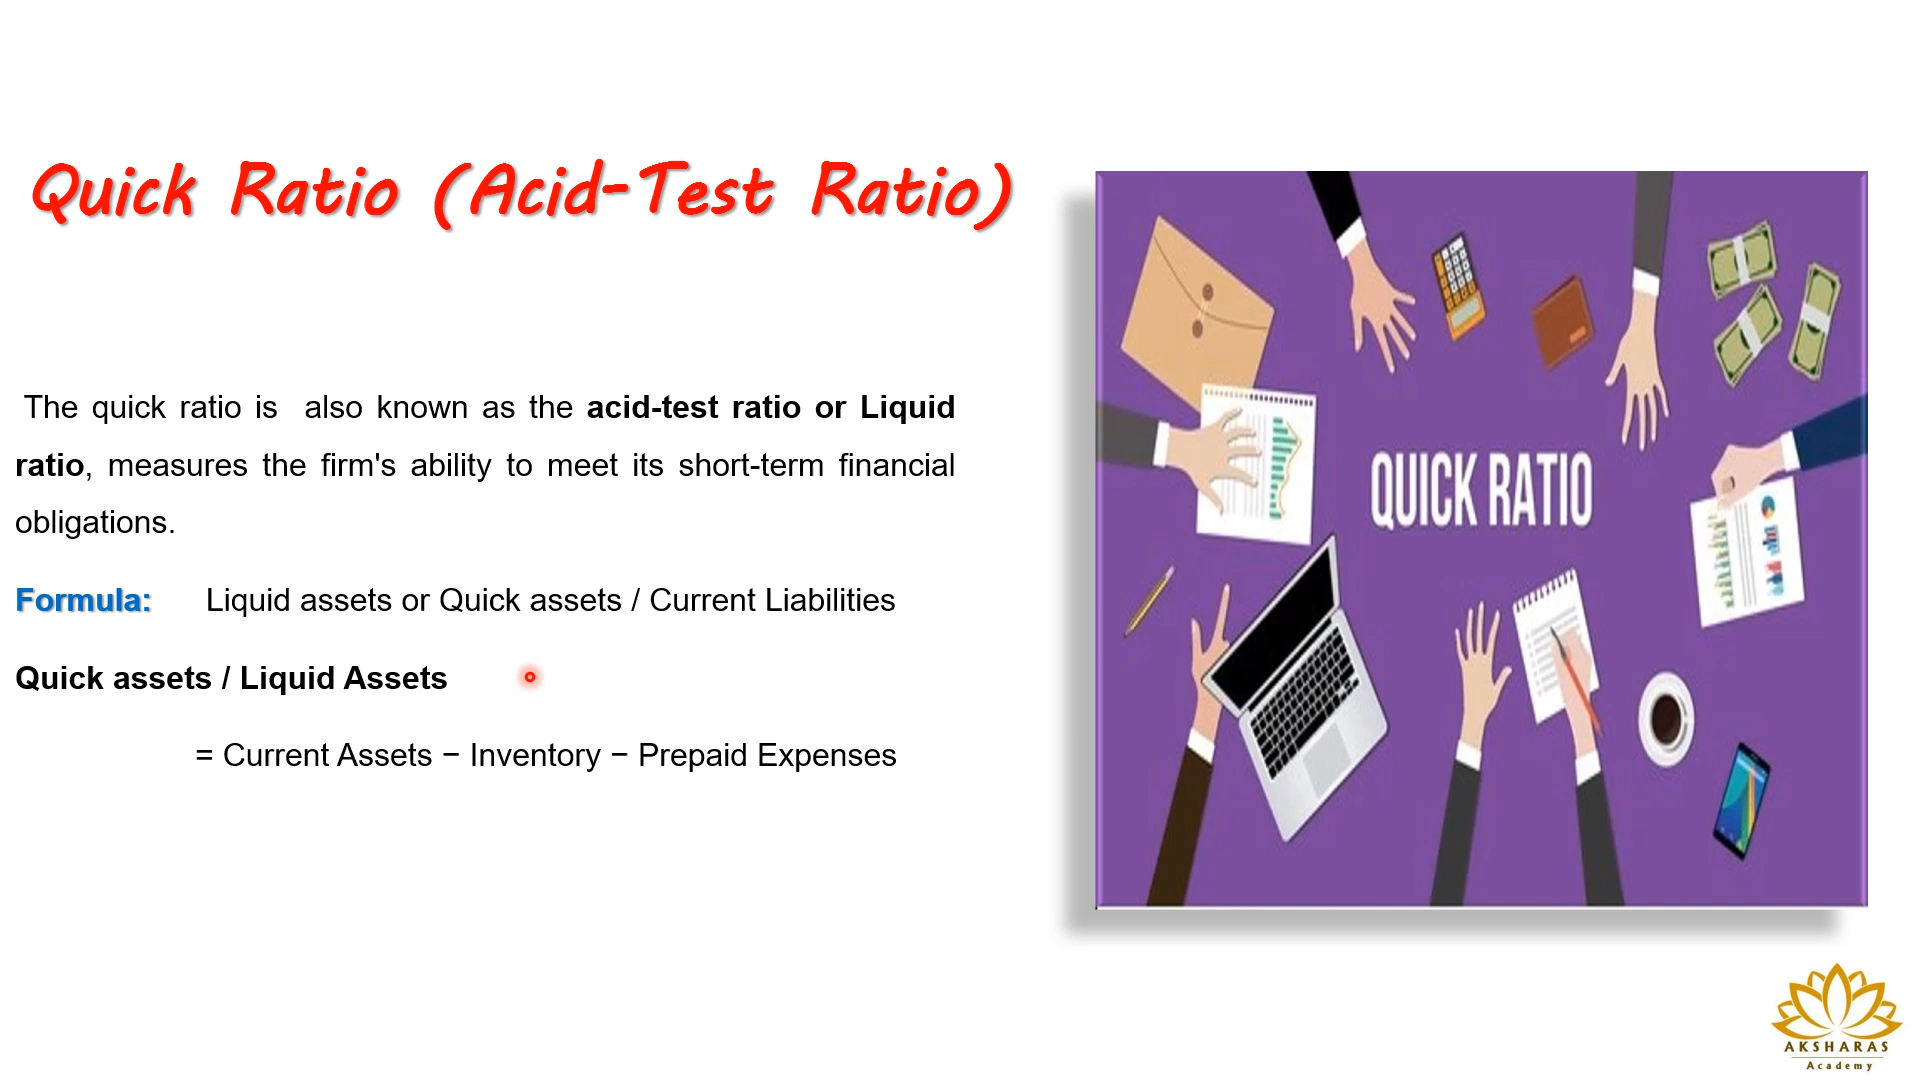 Quick Ratio (Acid-Test Ratio)
The quick ratio is also known as the acid-test ratio or Liquid
ratio, measures the firm's ability to meet its short-term financial
obligations.
Formula: Liquid assets or Quick assets / Current Liabilities
Quick assets / Liquid Assets
= Current Assets − Inventory − Prepaid Expenses
QUICK RATIO
AKSHARAS
Academy